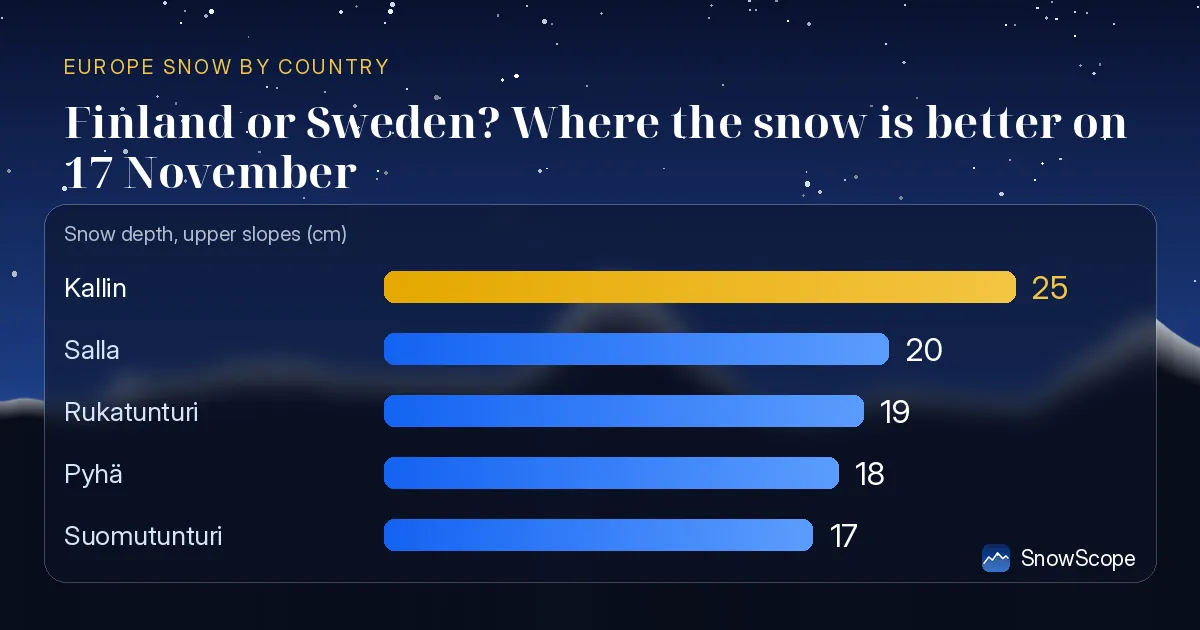 EUROPE SNOW BY COUNTRY
Finland or Sweden? Where the snow is better on
17 November
Snow depth, upper slopes (cm)
Kallin 25
Salla 20
Rukatunturi 19
Pyhä 18
Suomutunturi 17
SnowScope